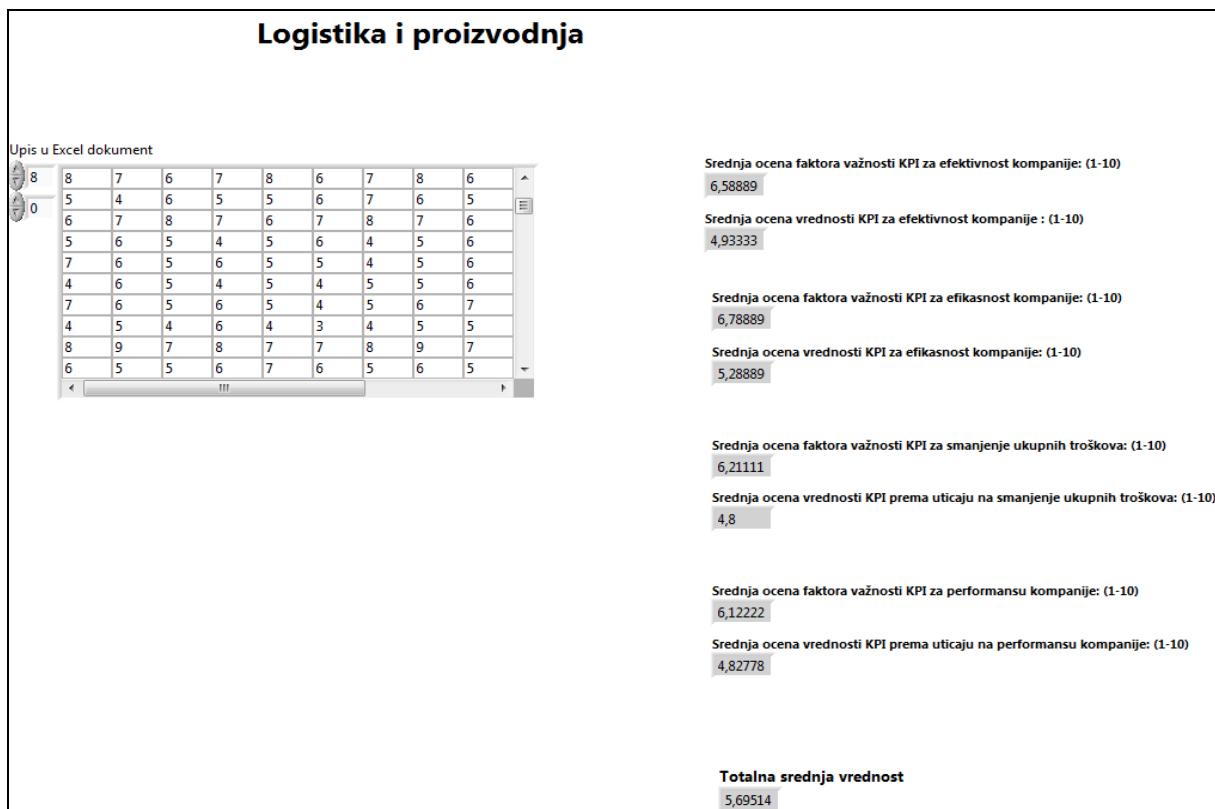 Logistika i proizvodnja
Upis u Excel dokument
8 8 7 6 7 8 6 7 8 6
5 4 6 5 5 6 7 6 5
0 6 7 8 7 6 7 8 7 6
5 6 5 4 5 6 4 5 6
7 6 5 6 5 5 4 5 6
4 6 5 4 5 4 5 5 6
7 6 5 6 5 4 5 6 7
4 5 4 6 4 3 4 5 5
8 9 7 8 7 7 8 9 7
6 5 5 6 7 6 5 6 5
Srednja ocena faktora važnosti KPI za efektivnost kompanije: (1-10)
6,58889
Srednja ocena vrednosti KPI za efektivnost kompanije : (1-10)
4,93333
Srednja ocena faktora važnosti KPI za efikasnost kompanije: (1-10)
6,78889
Srednja ocena vrednosti KPI za efikasnost kompanije: (1-10)
5,28889
Srednja ocena faktora važnosti KPI za smanjenje ukupnih troškova: (1-10)
6,21111
Srednja ocena vrednosti KPI prema uticaju na smanjenje ukupnih troškova: (1-10)
4,8
Srednja ocena faktora važnosti KPI za performansu kompanije: (1-10)
6,12222
Srednja ocena vrednosti KPI prema uticaju na performansu kompanije: (1-10)
4,82778
Totalna srednja vrednost
5,69514